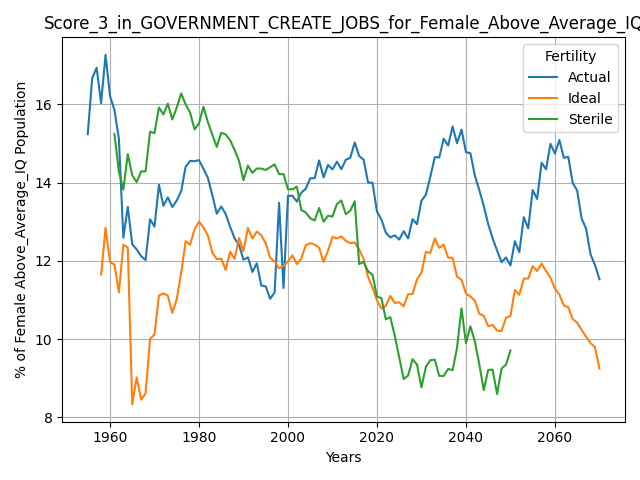 Score_3_in_GOVERNMENT_CREATE_JOBS_for_Female_Above_Average_IQ
% of Female Above_Average_IQ Population
16
14
12
10
8
Fertility
Actual
Ideal
Sterile
1960 1980 2000 2020 2040 2060
Years